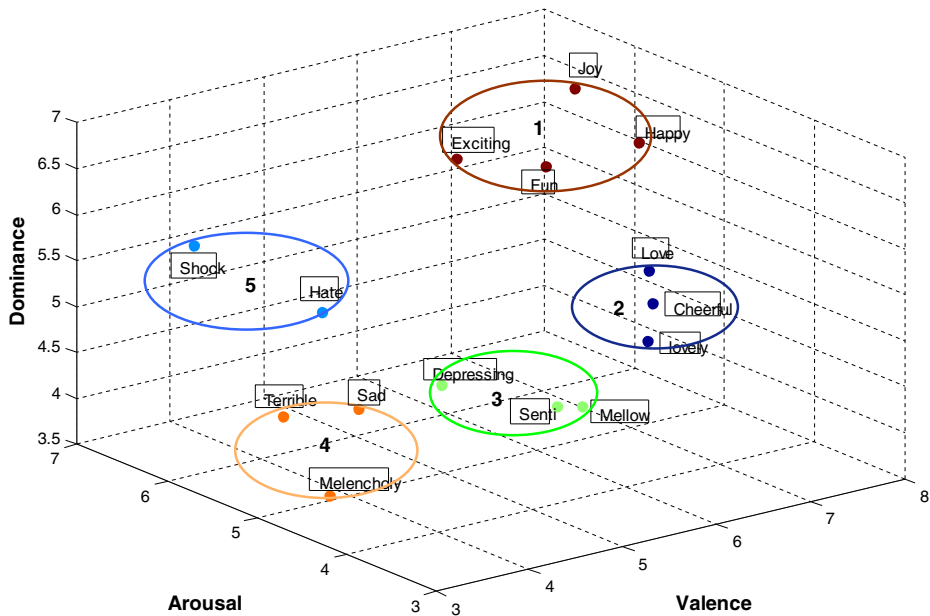 Joy
7
1
Happy
Exciting
6.5
Fun
6
Love
Shock
5.5
5
Hate
2
Cheerful
Dominance
5
lovely
4.5
Depressing
Terrible
Sad
3
4
Senti
Mellow
3.5
4
7
Melencholy
6
8
7
5
6
5
4
4
3
3
Arousal
Valence